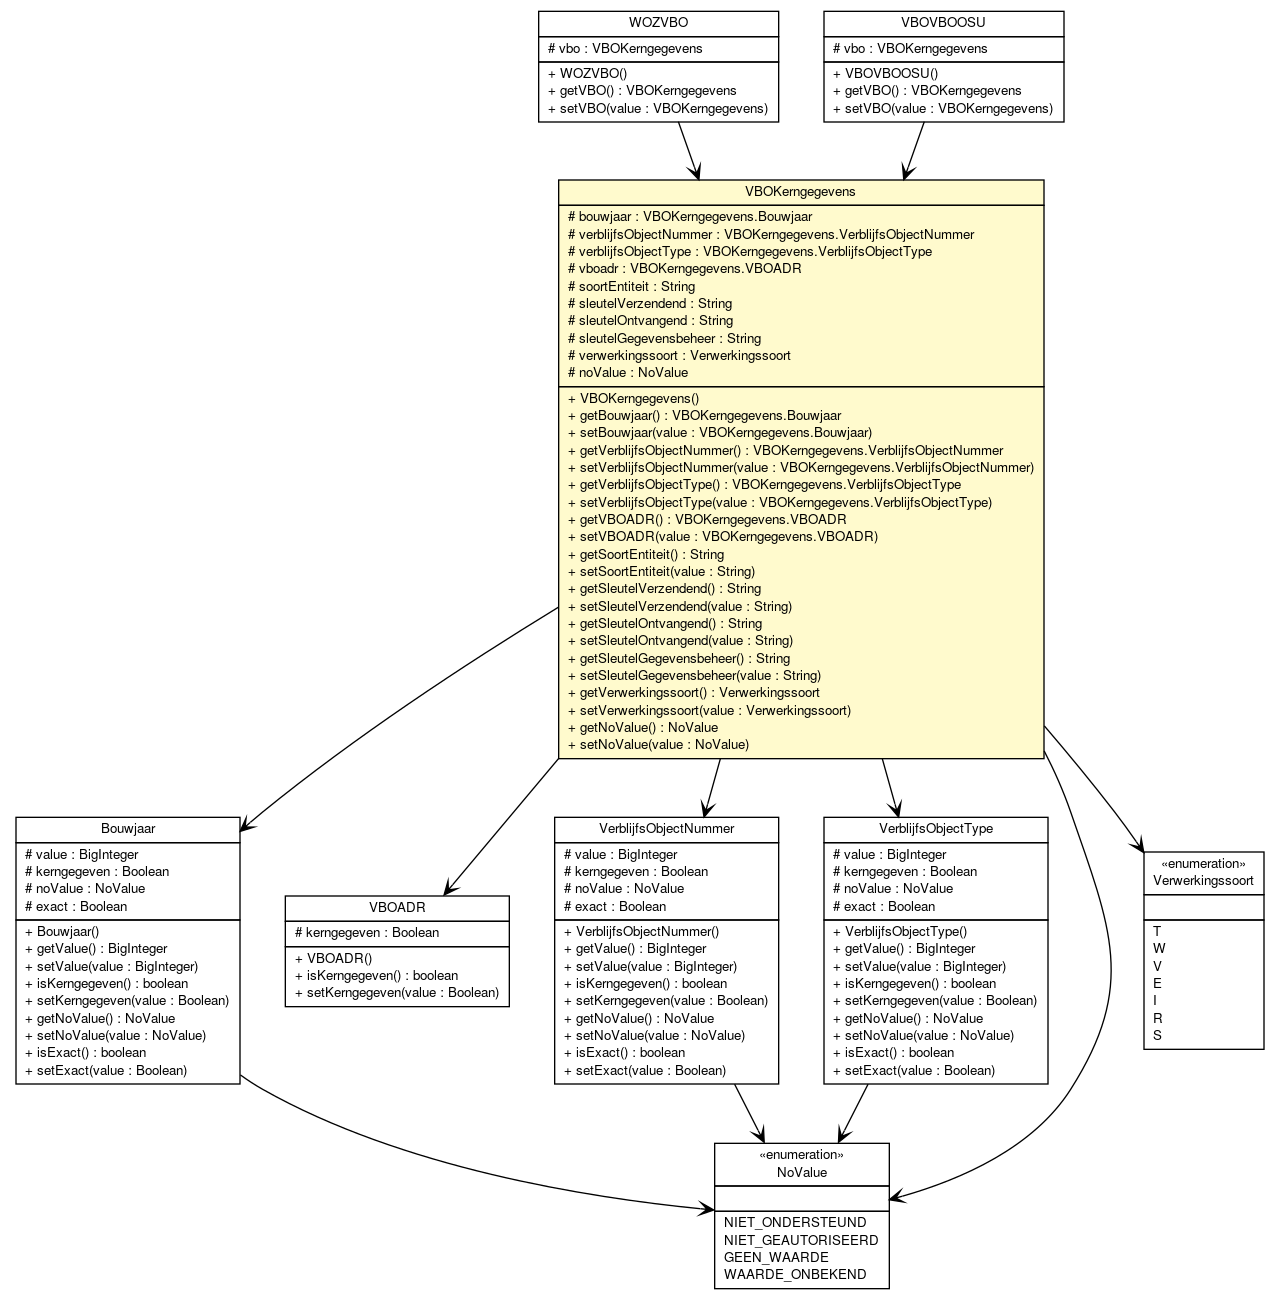 WOZVBO
# vbo : VBOKerngegevens
+ WOZVBO()
+ getVBO() : VBOKerngegevens
+ setVBO(value : VBOKerngegevens)
VBOVBOOSU
# vbo : VBOKerngegevens
+ VBOVBOOSU()
+ getVBO() : VBOKerngegevens
+ setVBO(value : VBOKerngegevens)
VBOKerngegevens
# bouwjaar : VBOKerngegevens.Bouwjaar
# verblijfsObjectNummer : VBOKerngegevens.VerblijfsObjectNummer
# verblijfsObjectType : VBOKerngegevens.VerblijfsObjectType
# vboadr : VBOKerngegevens.VBOADR
# soortEntiteit : String
# sleutelVerzendend : String
# sleutelOntvangend : String
# sleutelGegevensbeheer : String
# verwerkingssoort : Verwerkingssoort
# noValue : NoValue
+ VBOKerngegevens()
+ getBouwjaar() : VBOKerngegevens.Bouwjaar
+ setBouwjaar(value : VBOKerngegevens.Bouwjaar)
+ getVerblijfsObjectNummer() : VBOKerngegevens.VerblijfsObjectNummer
+ setVerblijfsObjectNummer(value : VBOKerngegevens.VerblijfsObjectNummer)
+ getVerblijfsObjectType() : VBOKerngegevens.VerblijfsObjectType
+ setVerblijfsObjectType(value : VBOKerngegevens.VerblijfsObjectType)
+ getVBOADR() : VBOKerngegevens.VBOADR
+ setVBOADR(value : VBOKerngegevens.VBOADR)
+ getSoortEntiteit() : String
+ setSoortEntiteit(value : String)
+ getSleutelVerzendend() : String
+ setSleutelVerzendend(value : String)
+ getSleutelOntvangend() : String
+ setSleutelOntvangend(value : String)
+ getSleutelGegevensbeheer() : String
+ setSleutelGegevensbeheer(value : String)
+ getVerwerkingssoort() : Verwerkingssoort
+ setVerwerkingssoort(value : Verwerkingssoort)
+ getNoValue() : NoValue
+ setNoValue(value : NoValue)
Bouwjaar
# value : BigInteger
# kerngegeven : Boolean
# noValue : NoValue
# exact : Boolean
+ Bouwjaar()
+ getValue() : BigInteger
+ setValue(value : BigInteger)
+ isKerngegeven() : boolean
+ setKerngegeven(value : Boolean)
+ getNoValue() : NoValue
+ setNoValue(value : NoValue)
+ isExact() : boolean
+ setExact(value : Boolean)
VBOADR
# kerngegeven : Boolean
+ VBOADR()
+ isKerngegeven() : boolean
+ setKerngegeven(value : Boolean)
VerblijfsObjectNummer
# value : BigInteger
# kerngegeven : Boolean
# noValue : NoValue
# exact : Boolean
+ VerblijfsObjectNummer()
+ getValue() : BigInteger
+ setValue(value : BigInteger)
+ isKerngegeven() : boolean
+ setKerngegeven(value : Boolean)
+ getNoValue() : NoValue
+ setNoValue(value : NoValue)
+ isExact() : boolean
+ setExact(value : Boolean)
VerblijfsObjectType
# value : BigInteger
# kerngegeven : Boolean
# noValue : NoValue
# exact : Boolean
+ VerblijfsObjectType()
+ getValue() : BigInteger
+ setValue(value : BigInteger)
+ isKerngegeven() : boolean
+ setKerngegeven(value : Boolean)
+ getNoValue() : NoValue
+ setNoValue(value : NoValue)
+ isExact() : boolean
+ setExact(value : Boolean)
«enumeration»
Verwerkingssoort
T
W
V
E
I
R
S
«enumeration»
NoValue
NIET_ONDERSTEUND
NIET_GEAUTORISEERD
GEEN_WAARDE
WAARDE_ONBEKEND